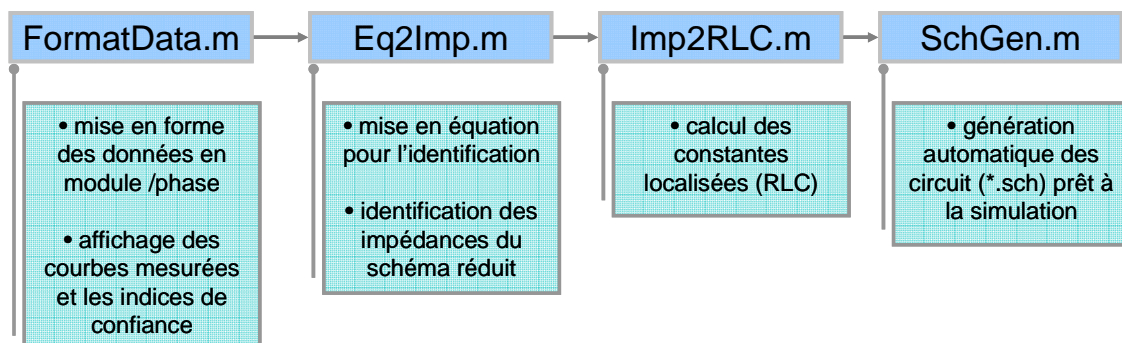 FormatData.m
Eq2Imp.m
Imp2RLC.m
SchGen.m
• mise en forme
des données en
module /phase
• affichage des
courbes mesurées
et les indices de
confiance
• mise en équation
pour l'identification
• identification des
impédances du
schéma réduit
• calcul des
constantes
localisées (RLC)
• génération
automatique des
circuit (*.sch) prêt à
la simulation